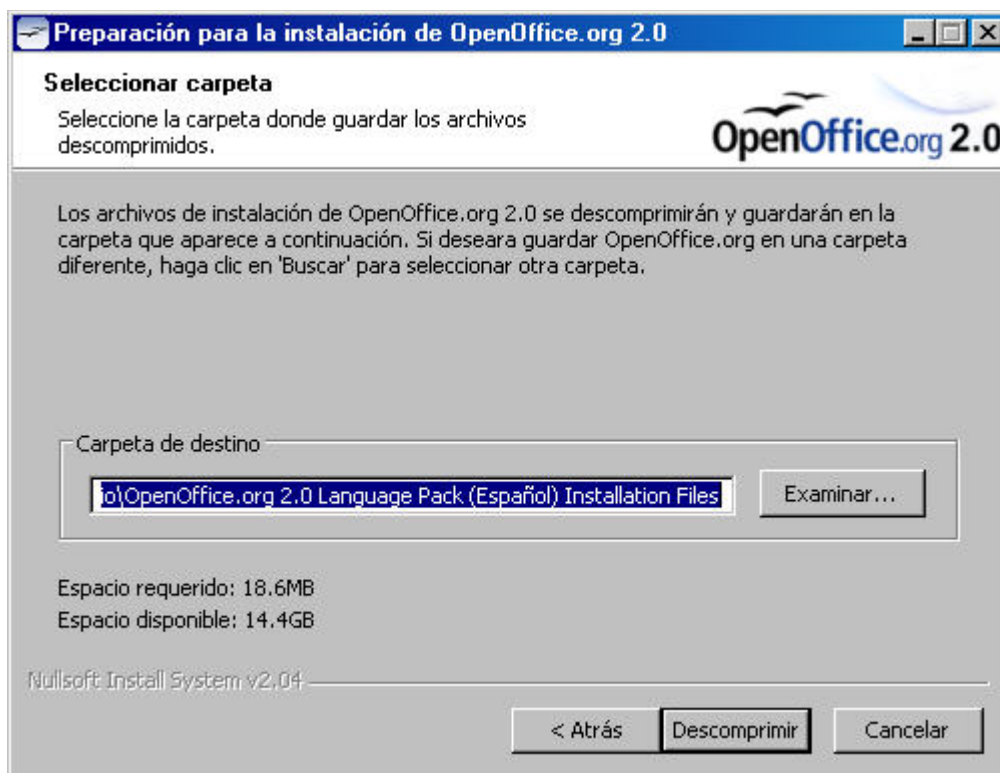 Preparación para la instalación de OpenOffice.org 2.0
Seleccionar carpeta
Seleccione la carpeta donde guardar los archivos
descomprimidos.
OpenOffice.org 2.0
Los archivos de instalación de OpenOffice.org 2.0 se descomprimirán y guardarán en la
carpeta que aparece a continuación. Si deseara guardar OpenOffice.org en una carpeta
diferente, haga clic en 'Buscar' para seleccionar otra carpeta.
Carpeta de destino
io\OpenOffice.org 2.0 Language Pack (Español) Installation Files
Examinar...
Espacio requerido: 18.6MB
Espacio disponible: 14.4GB
Nullsoft Install System v2.04
< Atrás
Descomprimir
Cancelar